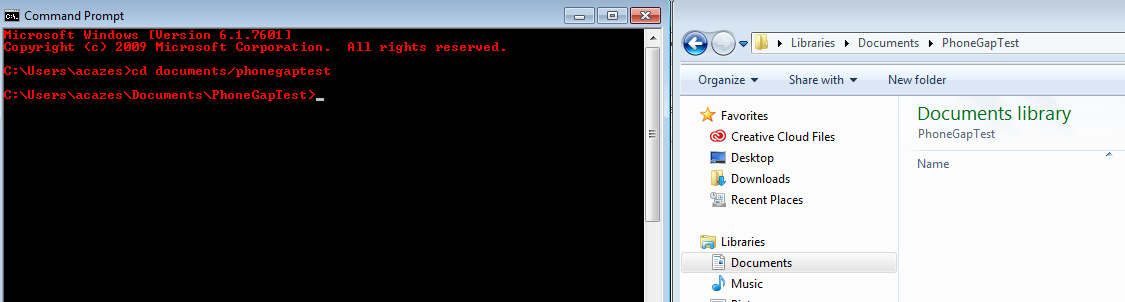 Command Prompt
Microsoft Windows [Version 6.1.7601]
Copyright (c) 2009 Microsoft Corporation.  All rights reserved.
C:\Users\acazes>cd documents/phonegaptest
C:\Users\acazes\Documents\PhoneGapTest>_
Libraries Documents PhoneGapTest
Organize Share with New folder
Favorites
Creative Cloud Files
Desktop
Downloads
Recent Places
Libraries
Documents
Music
Documents library
PhoneGapTest
Name